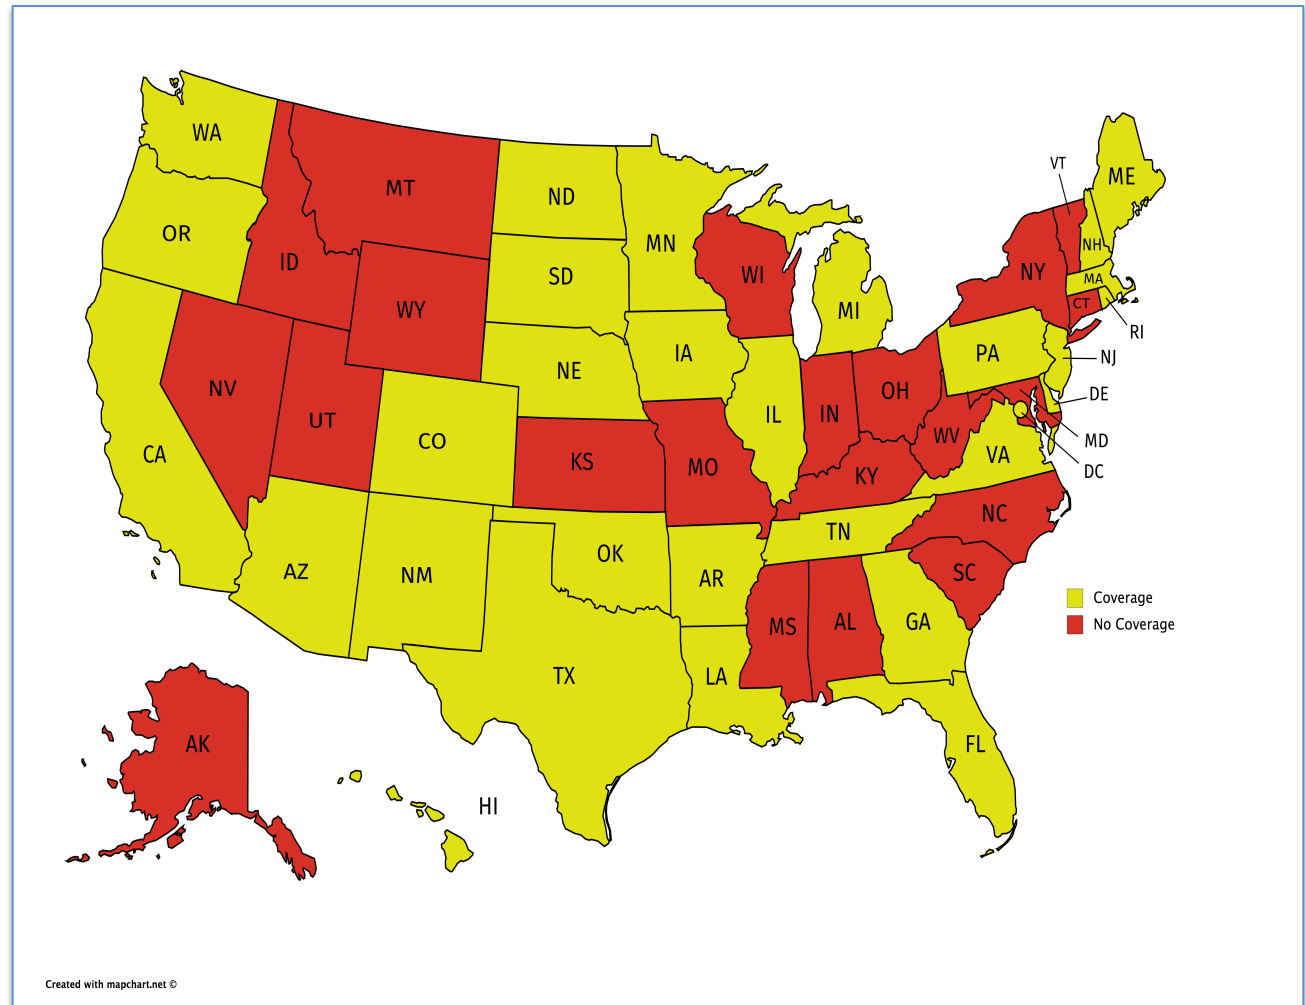 WA
MT
ND
MN
VT
ME
OR
ID
SD
WI
NH
NY
MA
WY
MI
CT
RI
NV
UT
NE
IA
PA
NJ
CA
CO
IL
IN
OH
DE
KS
MO
WV
VA
MD
KY
DC
NC
AZ
NM
OK
AR
TN
SC
Coverage
MS
AL
GA
No Coverage
TX
LA
AK
FL
HI
Created with mapchart.net ©